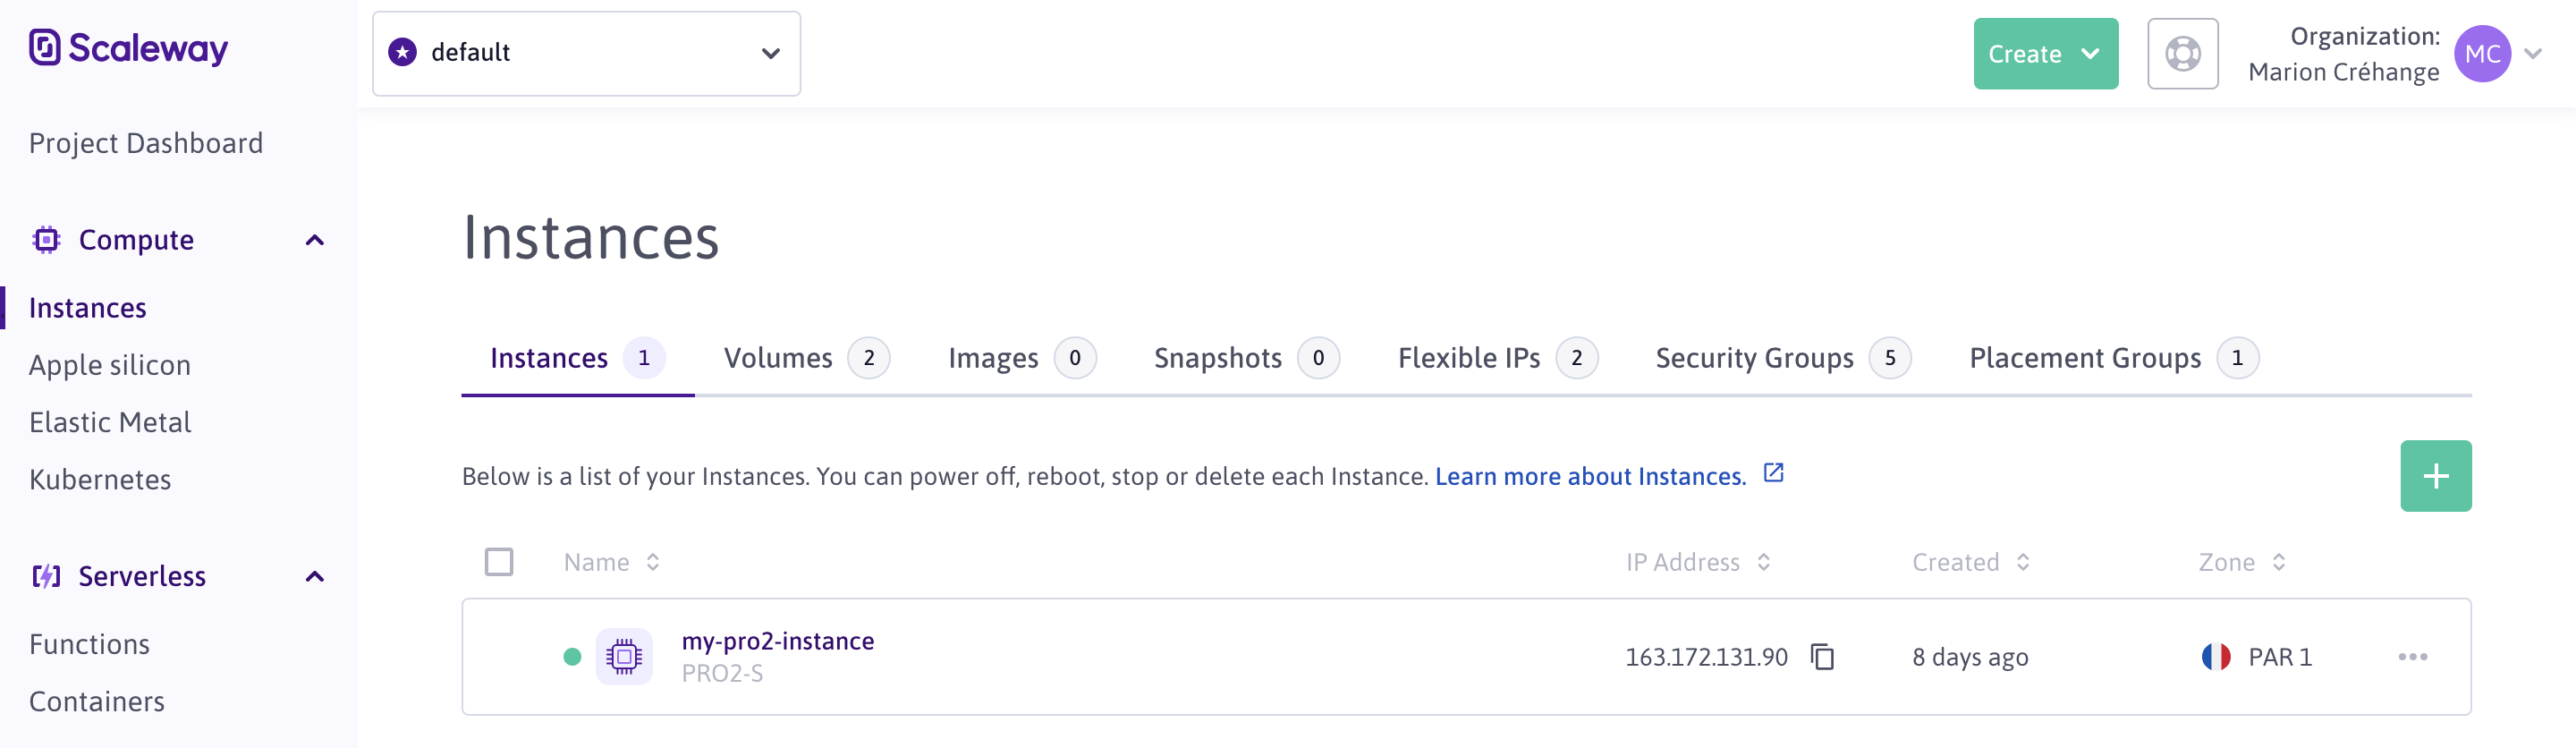 Scaleway
default
Create
Organization:
Marion Créhange
MC
Project Dashboard
Compute
Instances
Apple silicon
Elastic Metal
Kubernetes
Serverless
Functions
Containers
Instances
Instances 1 Volumes 2 Images 0 Snapshots 0 Flexible IPs 2 Security Groups 5 Placement Groups 1
Below is a list of your Instances. You can power off, reboot, stop or delete each Instance. Learn more about Instances.
Name IP Address Created Zone
my-pro2-instance
PRO2-S
163.172.131.90 8 days ago PAR 1